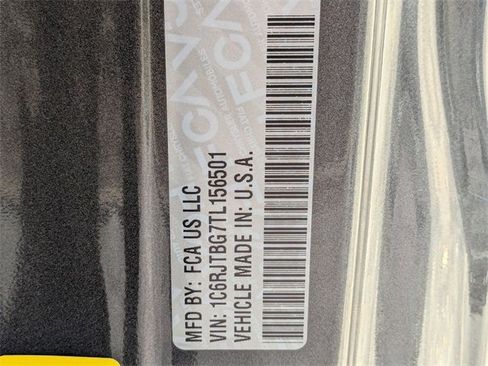 MFD BY: FCA US LLC
VIN: 1C6RJTBG7TL156501
VEHICLE MADE IN: U.S.A.